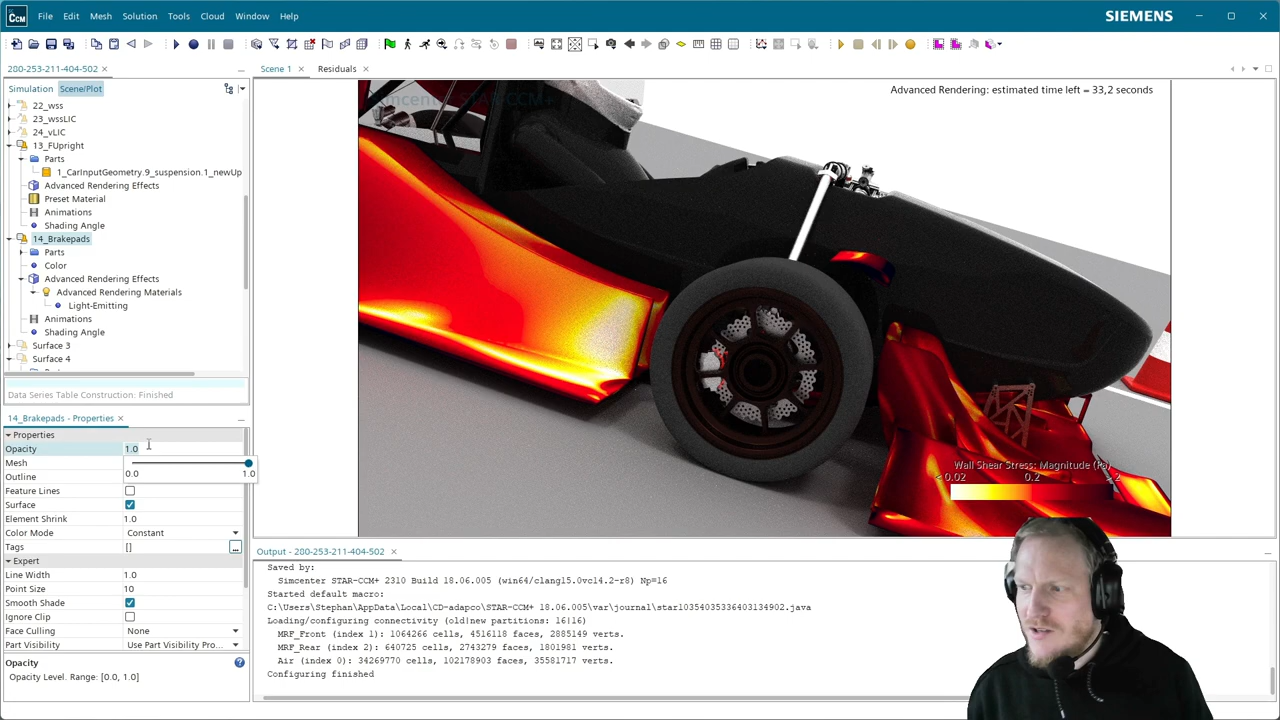 CCM
File Edit Mesh Solution Tools Cloud Window Help
SIEMENS
280-253-211-404-502
Scene 1 Residuals
Simulation Scene/Plot
Simcenter STAR-CCM+
Advanced Rendering: estimated time left = 33,2 seconds
22_wss
23_wssLIC
24_vLIC
13_FUpright
Parts
1_CarInputGeometry.9_suspension.1_newUp
Advanced Rendering Effects
Preset Material
Animations
Shading Angle
14_Brakepads
Parts
Color
Advanced Rendering Effects
Advanced Rendering Materials
Light-Emitting
Animations
Shading Angle
Surface 3
Surface 4
Data Series Table Construction: Finished
14_Brakepads - Properties
Properties
Opacity 1.0
Mesh
0.0 1.0
Outline
Feature Lines
Surface
Element Shrink 1.0
Color Mode Constant
Tags []
...
Expert
Line Width 1.0
Point Size 10
Smooth Shade
Ignore Clip
Face Culling None
Part Visibility Use Part Visibility Pro...
Opacity
Opacity Level. Range: [0.0, 1.0]
Wall Shear Stress: Magnitude (Pa)
< 0.02 0.2 > 2
Output - 280-253-211-404-502
Saved by:
Simcenter STAR-CCM+ 2310 Build 18.06.005 (win64/clang15.0vc14.2-r8) Np=16
Started default macro:
C:\Users\Stephan\AppData\Local\CD-adapco\STAR-CCM+ 18.06.005\var\journal\star10354035336403134902.java
Loading/configuring connectivity (old|new partitions: 16|16)
MRF_Front (index 1): 1064266 cells, 4516118 faces, 2885149 verts.
MRF_Rear (index 2): 640725 cells, 2743279 faces, 1801981 verts.
Air (index 0): 34269770 cells, 102178903 faces, 35581717 verts.
Configuring finished